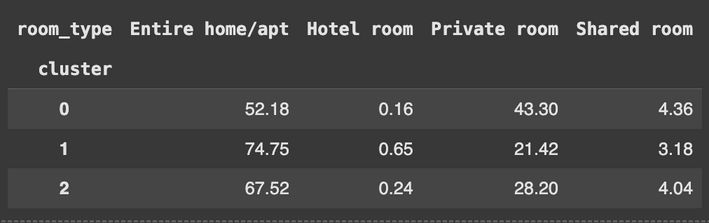 room_type Entire home/apt Hotel room Private room Shared room
cluster
0 52.18 0.16 43.30 4.36
1 74.75 0.65 21.42 3.18
2 67.52 0.24 28.20 4.04